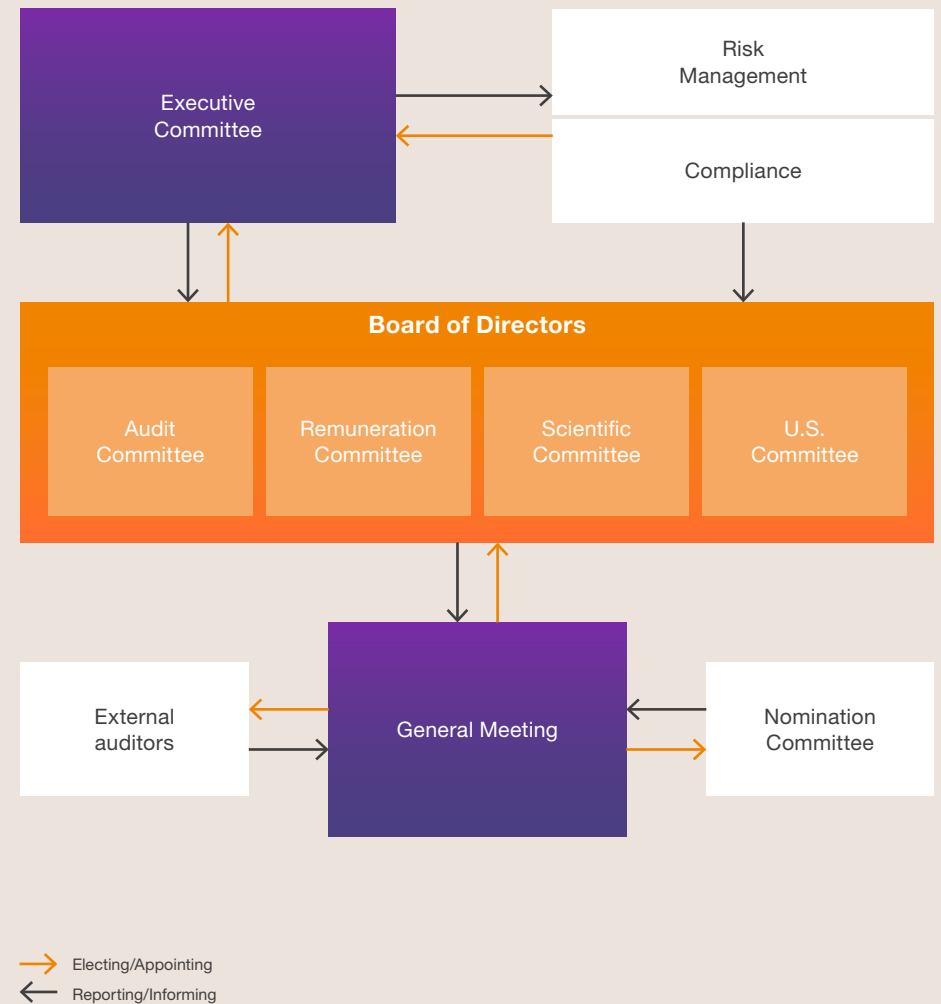 Executive
Committee
Risk
Management
Compliance
Board of Directors
Audit
Committee
Remuneration
Committee
Scientific
Committee
U.S.
Committee
External
auditors
General Meeting
Nomination
Committee
Electing/Appointing
Reporting/Informing